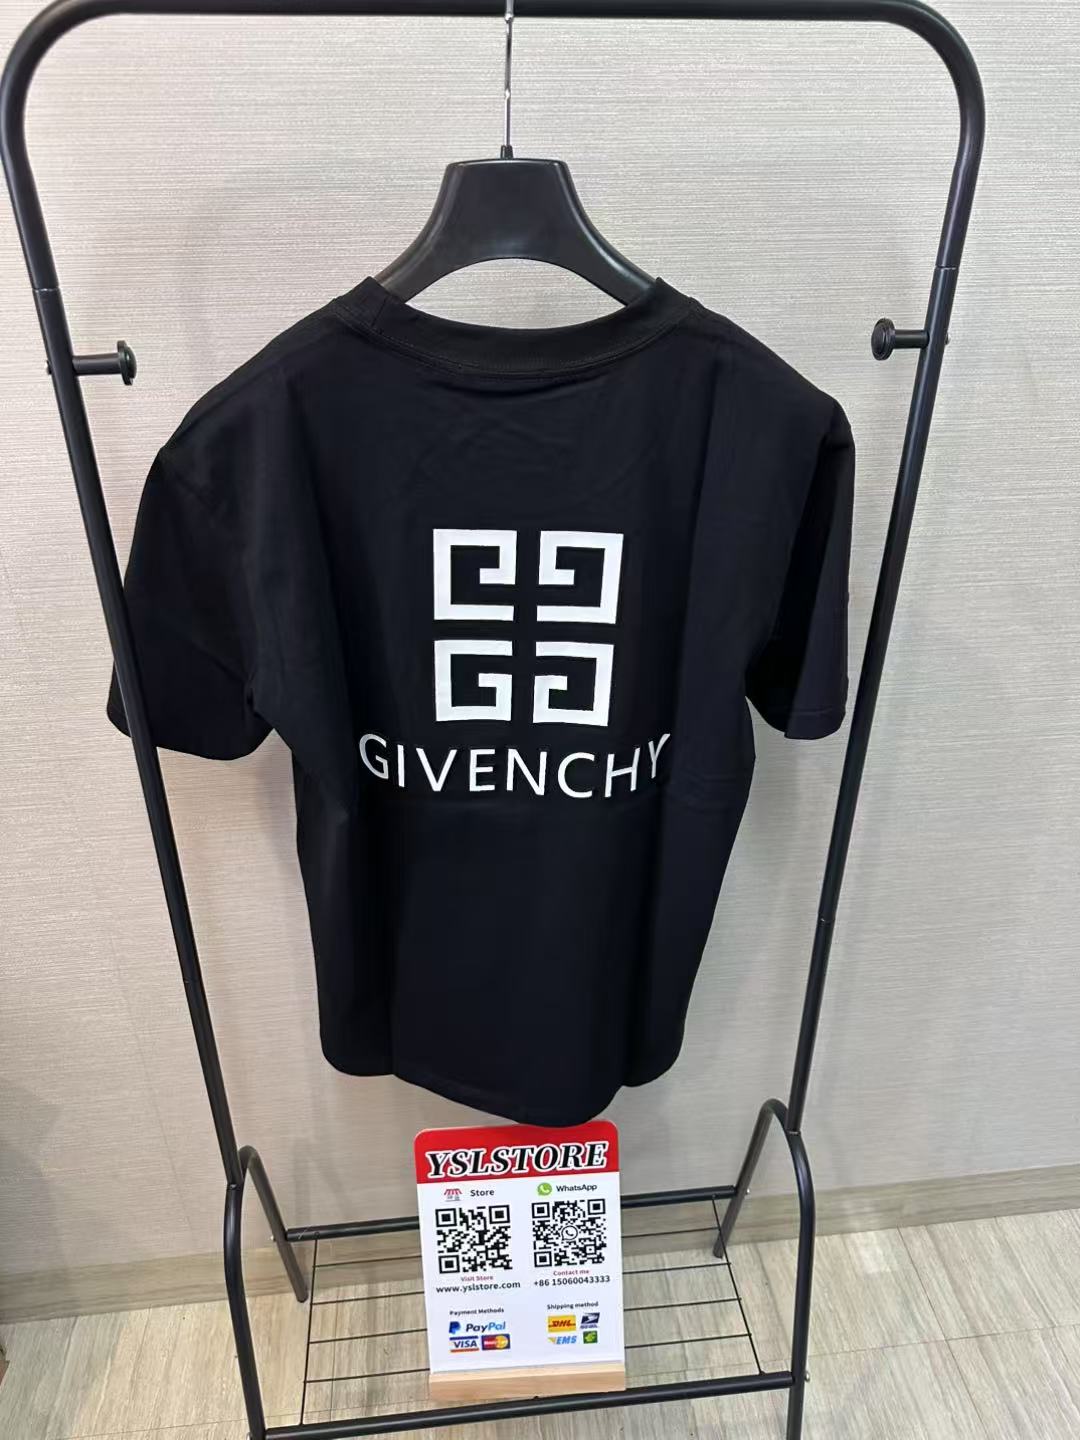 GIVENCHY
YSLSTORE
Store
WhatsApp
Visit Store
Contact me
www.yslstore.com
+86 15060043333
Payment Methods
Shipping method
PayPal
DHL
VISA
EMS